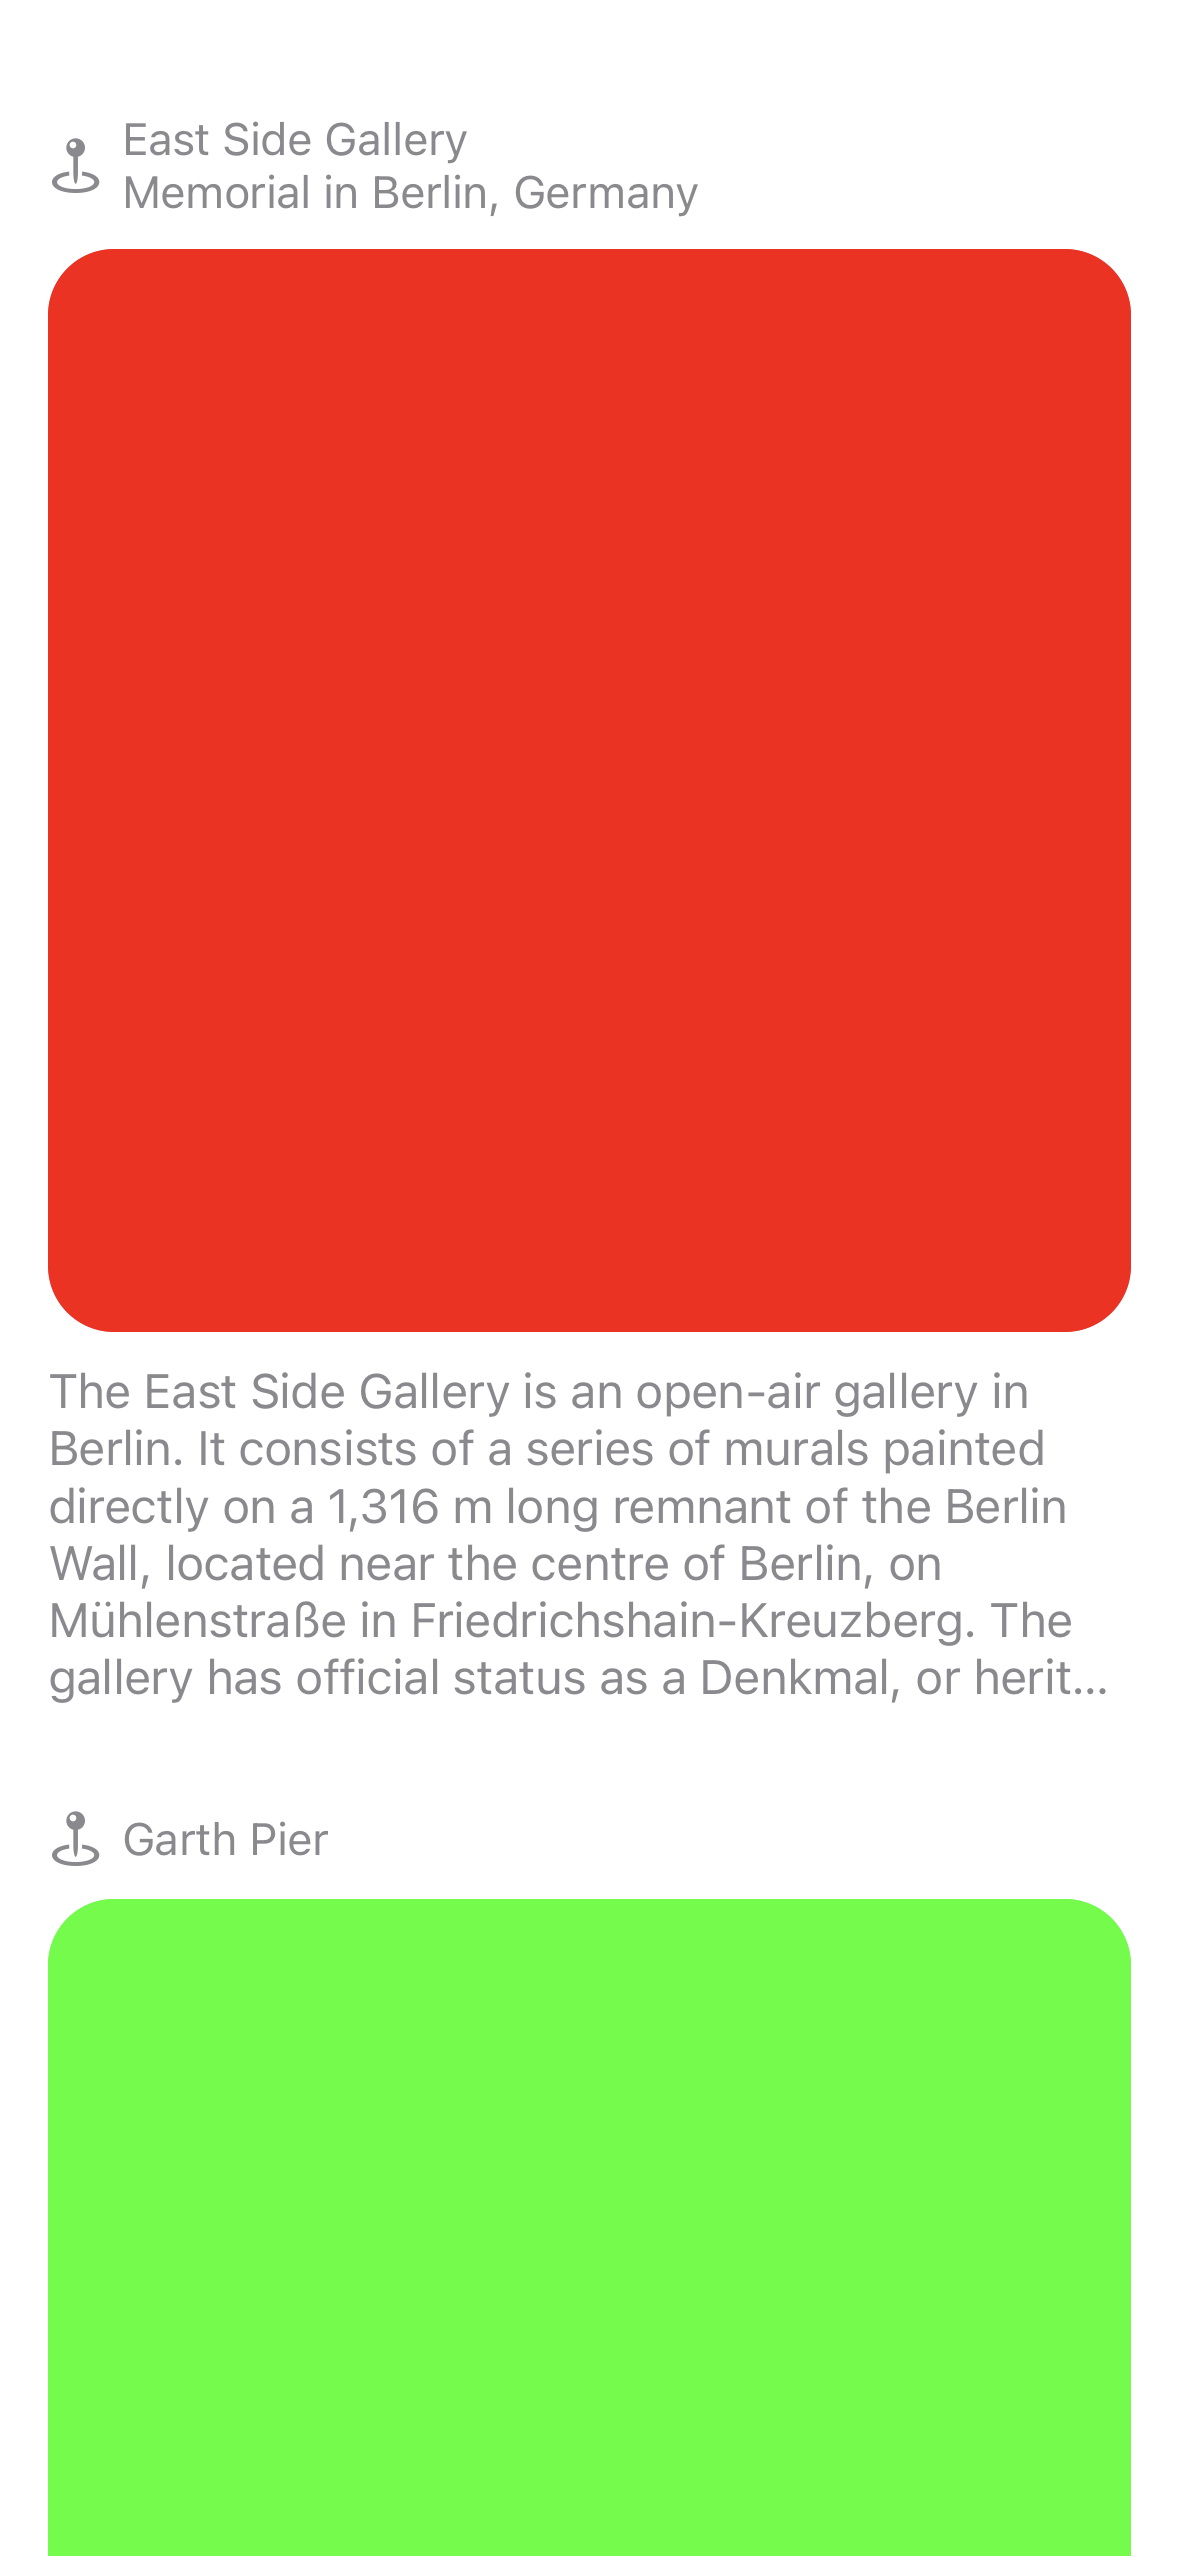 East Side Gallery
Memorial in Berlin, Germany
The East Side Gallery is an open-air gallery in
Berlin. It consists of a series of murals painted
directly on a 1,316 m long remnant of the Berlin
Wall, located near the centre of Berlin, on
Mühlenstraße in Friedrichshain-Kreuzberg. The
gallery has official status as a Denkmal, or herit...
Garth Pier